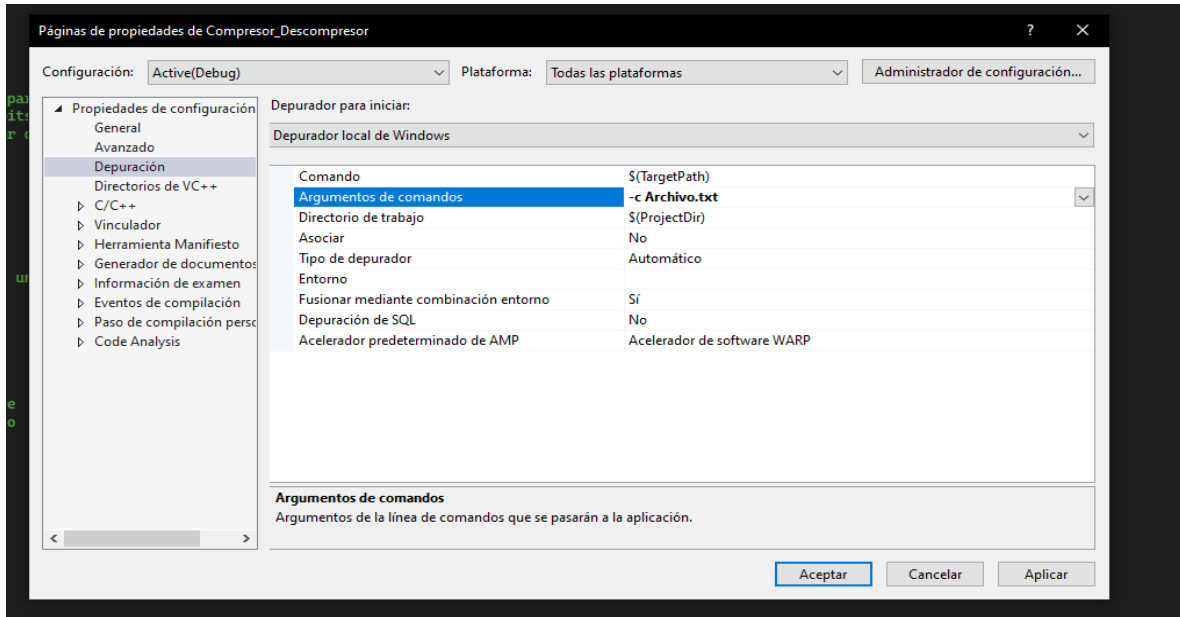 Páginas de propiedades de Compresor_Descompresor ? ×
Configuración: Active(Debug) Plataforma: Todas las plataformas Administrador de configuración...
Propiedades de configuración
General
Avanzado
Depuración
Directorios de VC++
C/C++
Vinculador
Herramienta Manifiesto
Generador de documentos
Información de examen
Eventos de compilación
Paso de compilación perso
Code Analysis
Depurador para iniciar:
Depurador local de Windows
Comando $(TargetPath)
Argumentos de comandos -c Archivo.txt
Directorio de trabajo $(ProjectDir)
Asociar No
Tipo de depurador Automático
Entorno
Fusionar mediante combinación entorno Sí
Depuración de SQL No
Acelerador predeterminado de AMP Acelerador de software WARP
Argumentos de comandos
Argumentos de la línea de comandos que se pasarán a la aplicación.
Aceptar Cancelar Aplicar